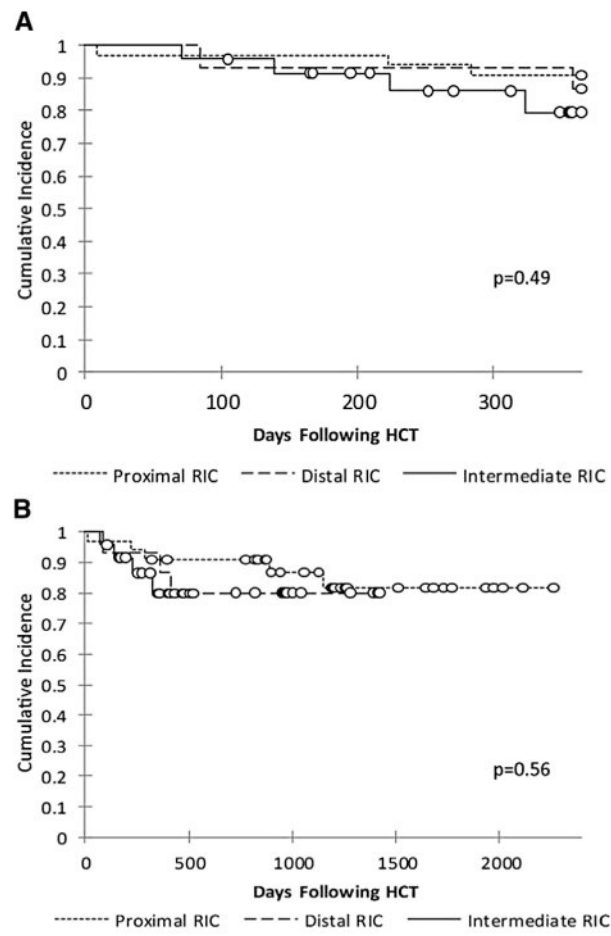 A
1
0.9
0.8
0.7
0.6
0.5
0.4
0.3
0.2
0.1
0
Cumulative Incidence
p=0.49
0 100 200 300
Days Following HCT
Proximal RIC Distal RIC Intermediate RIC
B
1
0.9
0.8
0.7
0.6
0.5
0.4
0.3
0.2
0.1
0
Cumulative Incidence
p=0.56
0 500 1000 1500 2000
Days Following HCT
Proximal RIC Distal RIC Intermediate RIC